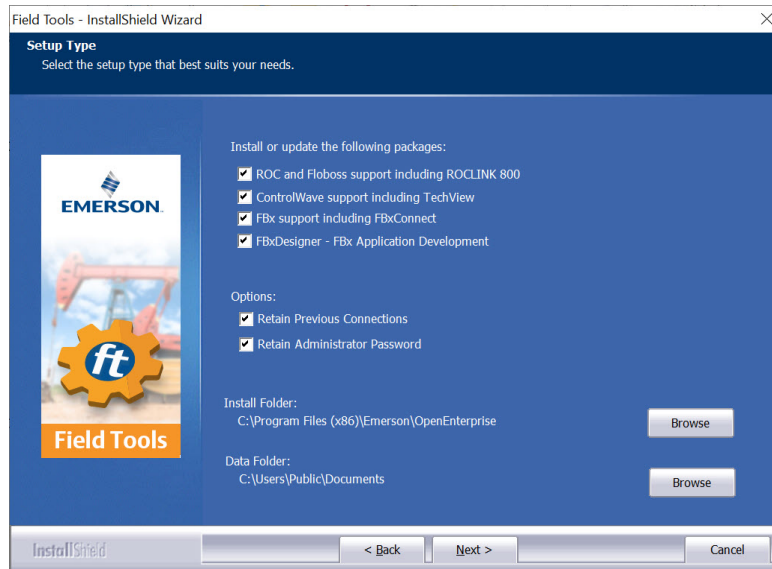 Field Tools - InstallShield Wizard
Setup Type
Select the setup type that best suits your needs.
EMERSON
ft
Field Tools
Install or update the following packages:
ROC and Floboss support including ROCLINK 800
ControlWave support including TechView
FBx support including FBxConnect
FBxDesigner - FBx Application Development
Options:
Retain Previous Connections
Retain Administrator Password
Install Folder:
C:\Program Files (x86)\Emerson\OpenEnterprise
Browse
Data Folder:
C:\Users\Public\Documents
Browse
InstallShield
< Back
Next >
Cancel